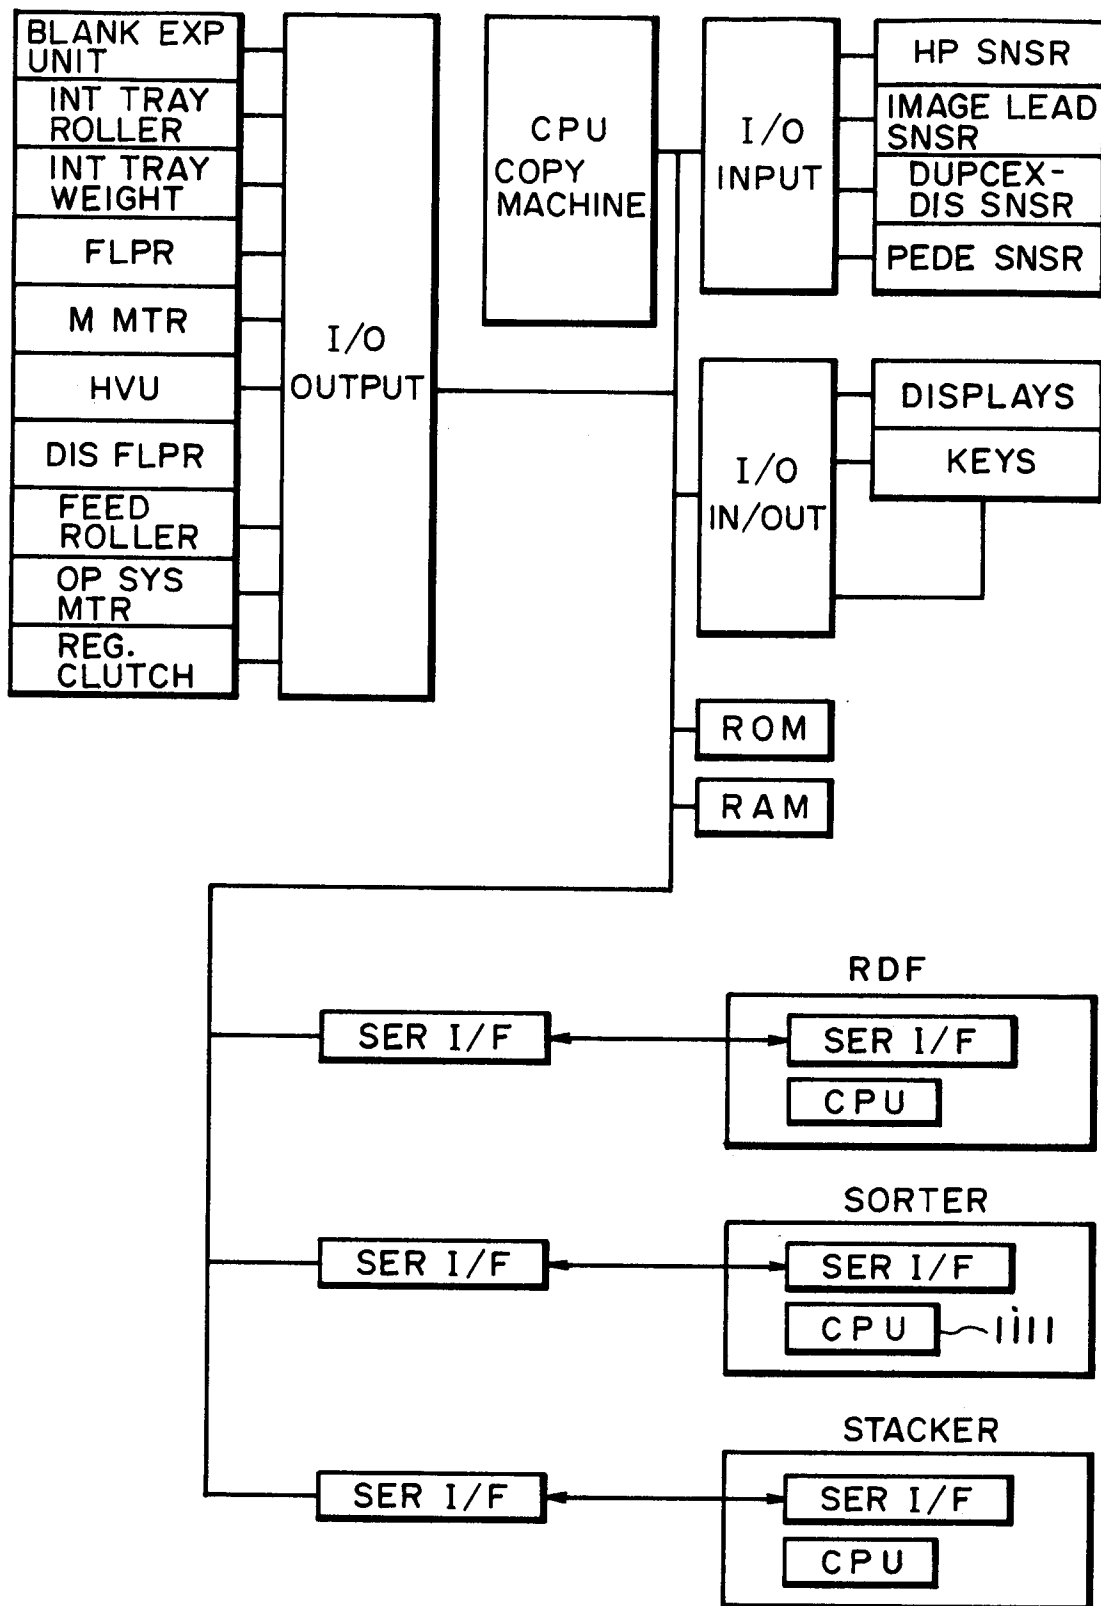 BLANK EXP
UNIT
INT TRAY
ROLLER
INT TRAY
WEIGHT
FLPR
M MTR
HVU
DIS FLPR
FEED
ROLLER
OP SYS
MTR
REG.
CLUTCH
I/O
OUTPUT
CPU
COPY
MACHINE
I/O
INPUT
HP SNSR
IMAGE LEAD
SNSR
DUPCEX-
DIS SNSR
PEDE SNSR
I/O
IN/OUT
DISPLAYS
KEYS
ROM
RAM
RDF
SER I/F
SER I/F
CPU
SORTER
SER I/F
SER I/F
CPU
1111
STACKER
SER I/F
SER I/F
CPU